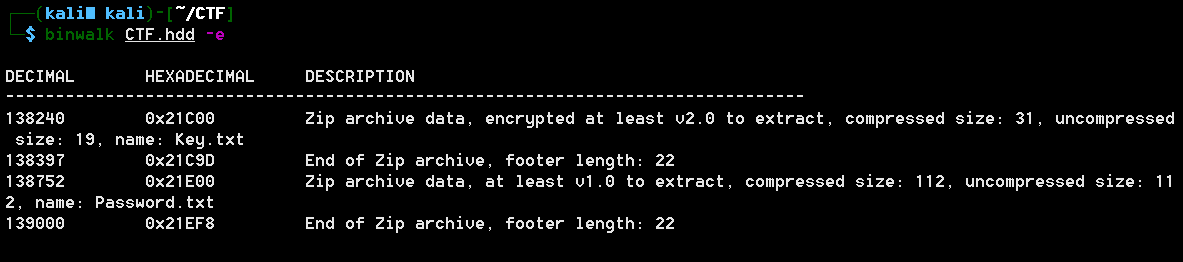 ┌──(kali㉿ kali)-[~/CTF]
└─$ binwalk CTF.hdd -e
DECIMAL       HEXADECIMAL     DESCRIPTION
--------------------------------------------------------------------------------
138240        0x21C00         Zip archive data, encrypted at least v2.0 to extract, compressed size: 31, uncompressed
 size: 19, name: Key.txt
138397        0x21C9D         End of Zip archive, footer length: 22
138752        0x21E00         Zip archive data, at least v1.0 to extract, compressed size: 112, uncompressed size: 11
2, name: Password.txt
139000        0x21EF8         End of Zip archive, footer length: 22